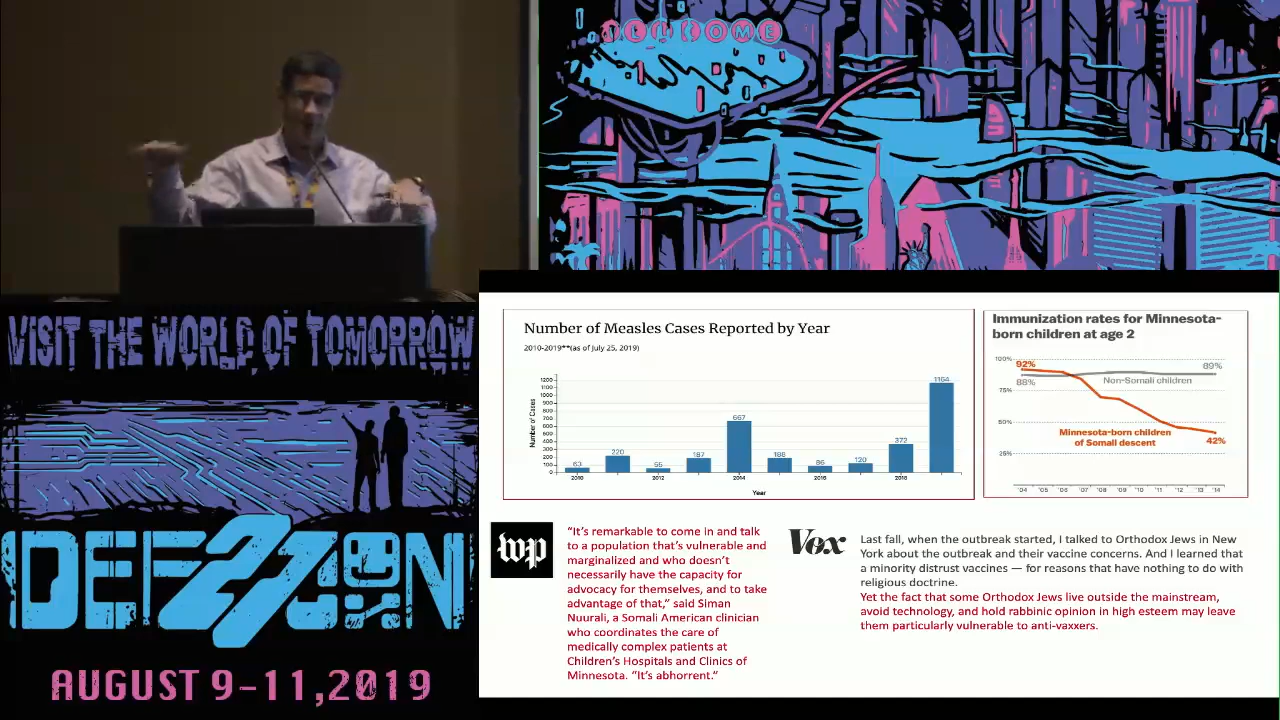 WELCOME
VISIT THE WORLD OF TOMORROW
DEFCON
27
AUGUST 9-11,2019
Number of Measles Cases Reported by Year
2010-2019**(as of July 25, 2019)
Number of Cases
1200
1100
1000
900
800
700
600
500
400
300
200
100
0
63
220
55
187
667
188
86
120
372
1164
2010
2012
2014
2016
2018
Year
Immunization rates for Minnesota-
born children at age 2
100%
75%
50%
25%
92%
88%
89%
Non-Somali children
Minnesota-born children
of Somali descent
42%
'04 '05 '06 '07 '08 '09 '10 '11 '12 '13 '14
wp
"It's remarkable to come in and talk
to a population that's vulnerable and
marginalized and who doesn't
necessarily have the capacity for
advocacy for themselves, and to take
advantage of that," said Siman
Nuurali, a Somali American clinician
who coordinates the care of
medically complex patients at
Children's Hospitals and Clinics of
Minnesota. "It's abhorrent."
Vox
Last fall, when the outbreak started, I talked to Orthodox Jews in New
York about the outbreak and their vaccine concerns. And I learned that
a minority distrust vaccines — for reasons that have nothing to do with
religious doctrine.
Yet the fact that some Orthodox Jews live outside the mainstream,
avoid technology, and hold rabbinic opinion in high esteem may leave
them particularly vulnerable to anti-vaxxers.